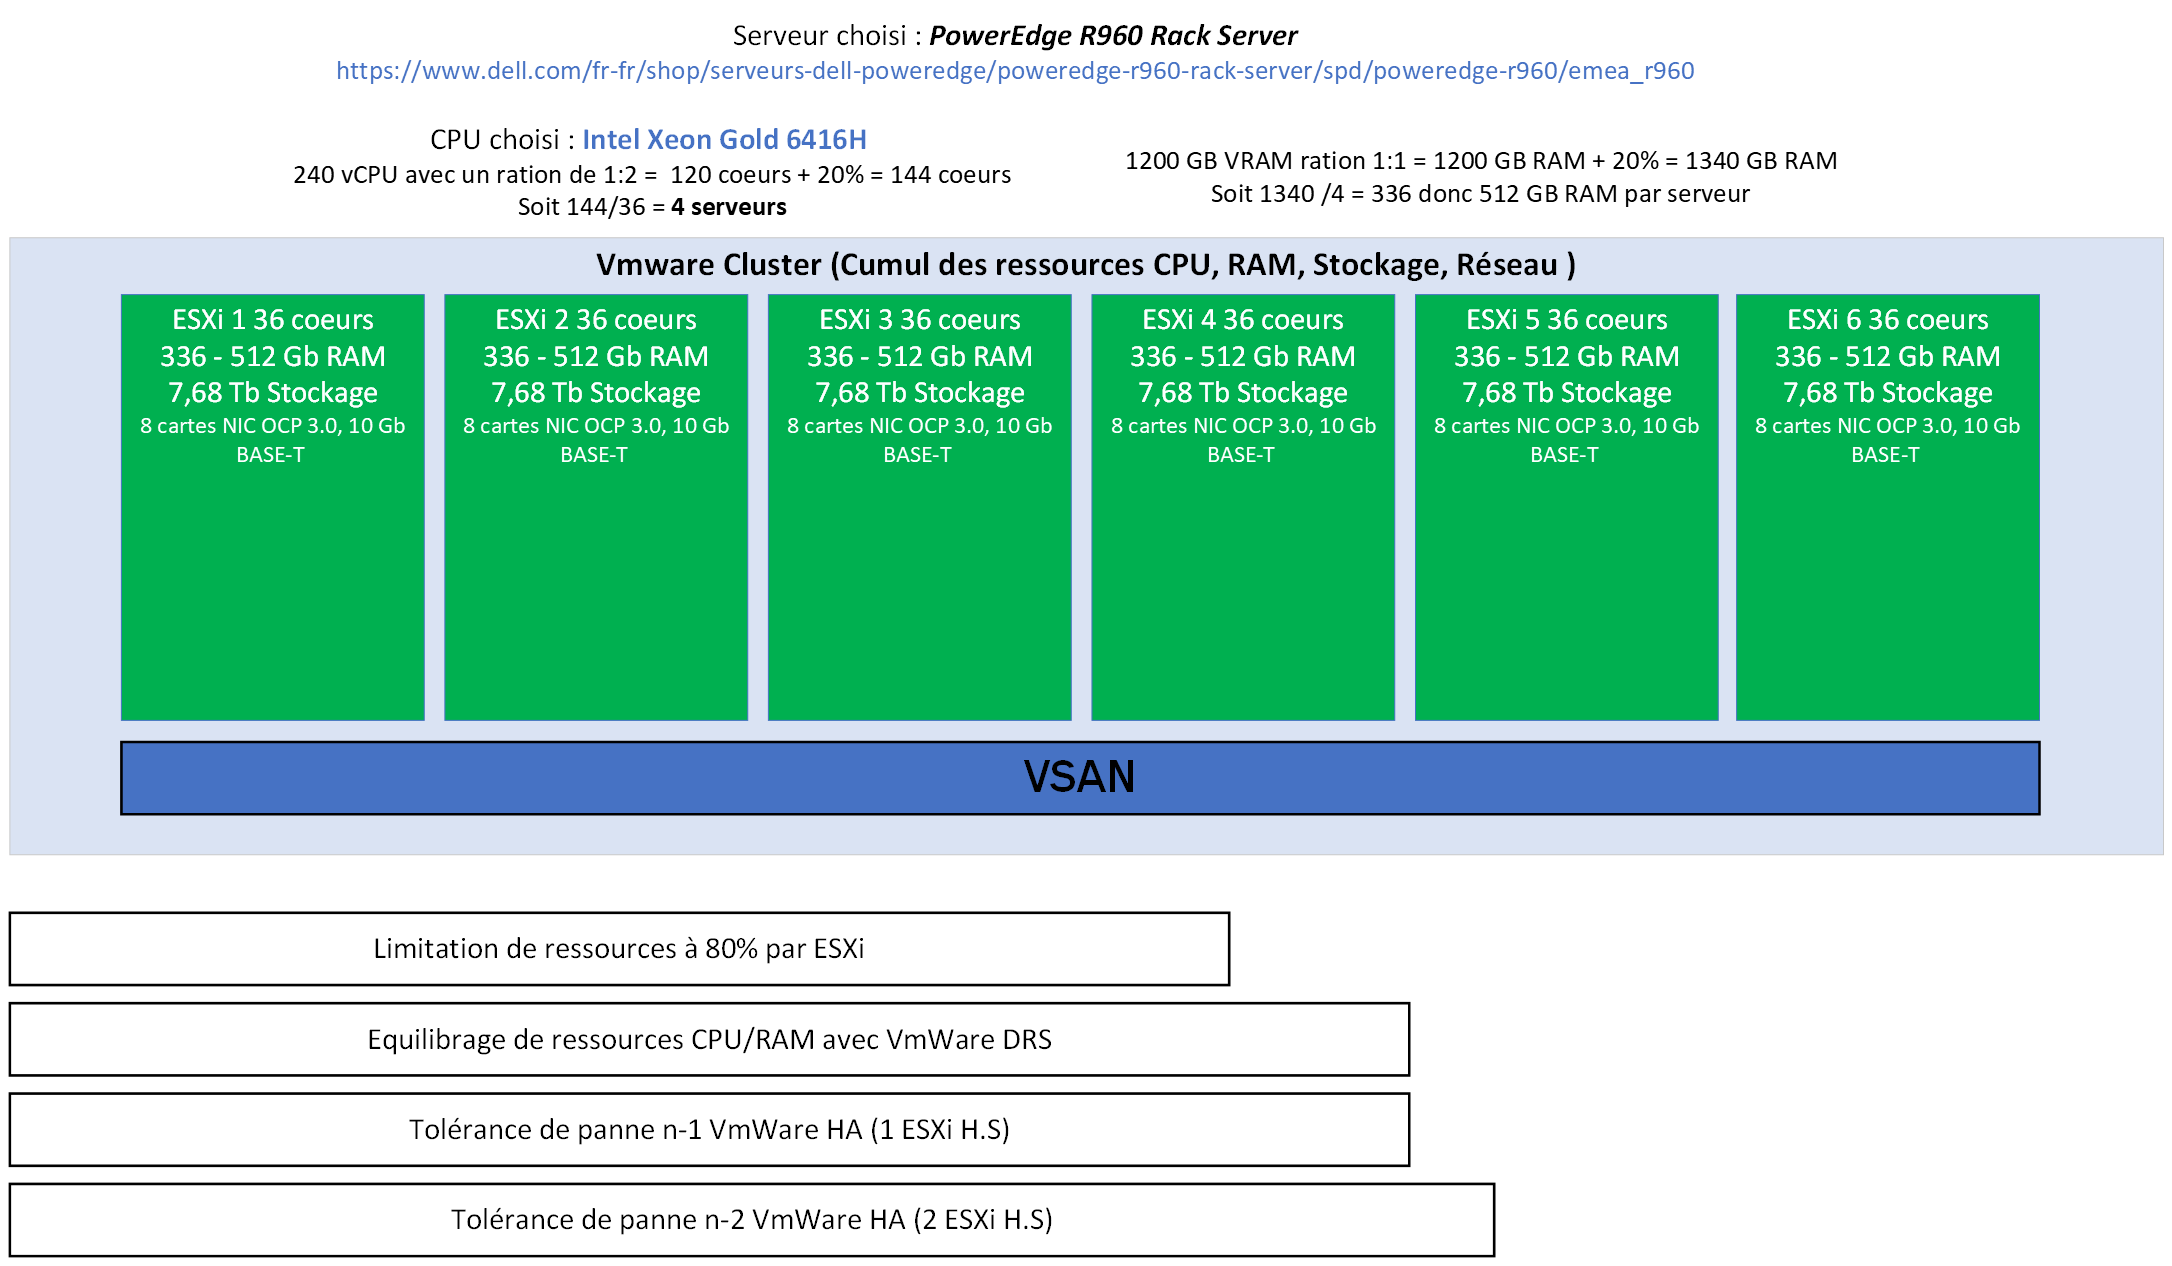 Serveur choisi : PowerEdge R960 Rack Server
https://www.dell.com/fr-fr/shop/serveurs-dell-poweredge/poweredge-r960-rack-server/spd/poweredge-r960/emea_r960
CPU choisi : Intel Xeon Gold 6416H
240 vCPU avec un ration de 1:2 = 120 coeurs + 20% = 144 coeurs
Soit 144/36 = 4 serveurs
1200 GB VRAM ration 1:1 = 1200 GB RAM + 20% = 1340 GB RAM
Soit 1340 /4 = 336 donc 512 GB RAM par serveur
Vmware Cluster (Cumul des ressources CPU, RAM, Stockage, Réseau )
ESXi 1 36 coeurs
336 - 512 Gb RAM
7,68 Tb Stockage
8 cartes NIC OCP 3.0, 10 Gb
BASE-T
ESXi 2 36 coeurs
336 - 512 Gb RAM
7,68 Tb Stockage
8 cartes NIC OCP 3.0, 10 Gb
BASE-T
ESXi 3 36 coeurs
336 - 512 Gb RAM
7,68 Tb Stockage
8 cartes NIC OCP 3.0, 10 Gb
BASE-T
ESXi 4 36 coeurs
336 - 512 Gb RAM
7,68 Tb Stockage
8 cartes NIC OCP 3.0, 10 Gb
BASE-T
ESXi 5 36 coeurs
336 - 512 Gb RAM
7,68 Tb Stockage
8 cartes NIC OCP 3.0, 10 Gb
BASE-T
ESXi 6 36 coeurs
336 - 512 Gb RAM
7,68 Tb Stockage
8 cartes NIC OCP 3.0, 10 Gb
BASE-T
VSAN
Limitation de ressources à 80% par ESXi
Equilibrage de ressources CPU/RAM avec VmWare DRS
Tolérance de panne n-1 VmWare HA (1 ESXi H.S)
Tolérance de panne n-2 VmWare HA (2 ESXi H.S)